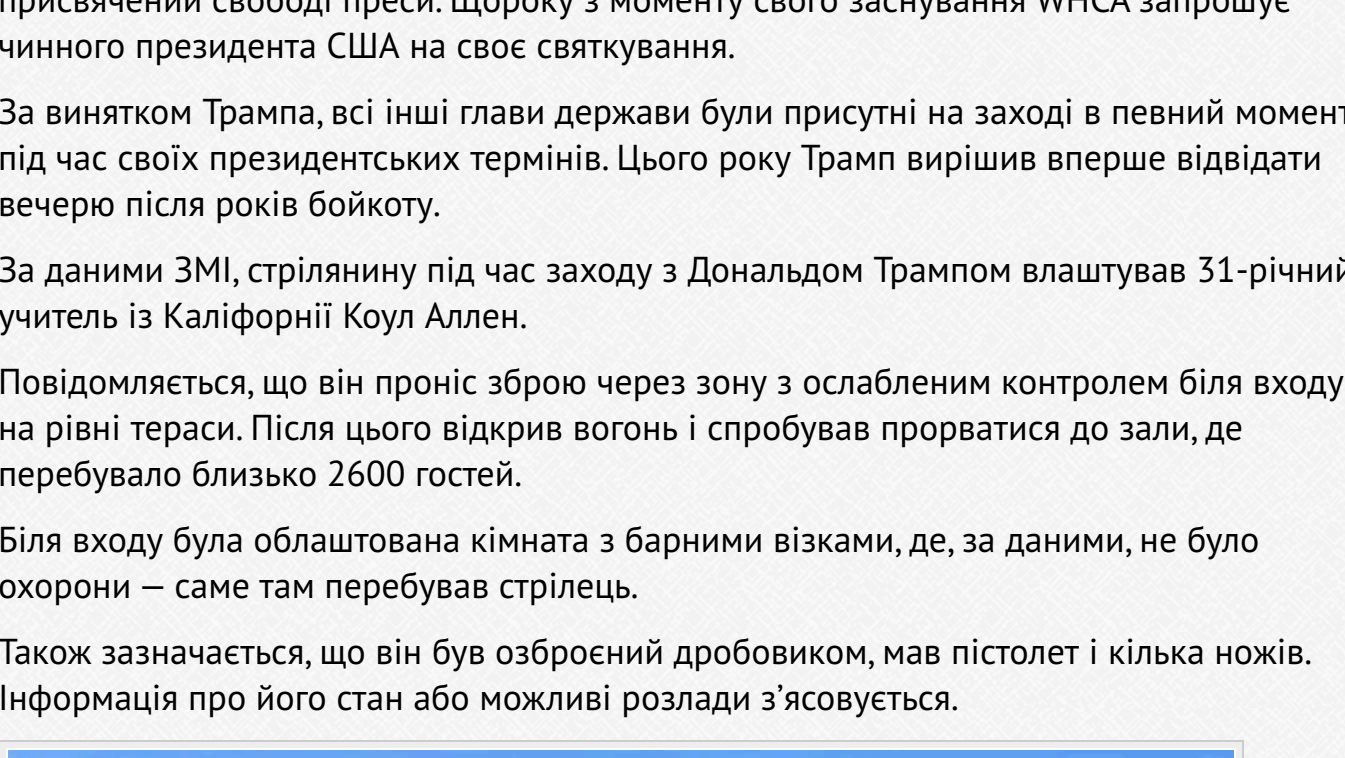 присвячений свободі преси. Щороку з моменту свого заснування WHCA запрошує
чинного президента США на своє святкування.
За винятком Трампа, всі інші глави держави були присутні на заході в певний момент
під час своїх президентських термінів. Цього року Трамп вирішив вперше відвідати
вечерю після років бойкоту.
За даними ЗМІ, стрілянину під час заходу з Дональдом Трампом влаштував 31-річний
учитель із Каліфорнії Коул Аллен.
Повідомляється, що він проніс зброю через зону з ослабленим контролем біля входу
на рівні тераси. Після цього відкрив вогонь і спробував прорватися до зали, де
перебувало близько 2600 гостей.
Біля входу була облаштована кімната з барними візками, де, за даними, не було
охорони — саме там перебував стрілець.
Також зазначається, що він був озброєний дробовиком, мав пістолет і кілька ножів.
Інформація про його стан або можливі розлади з’ясовується.